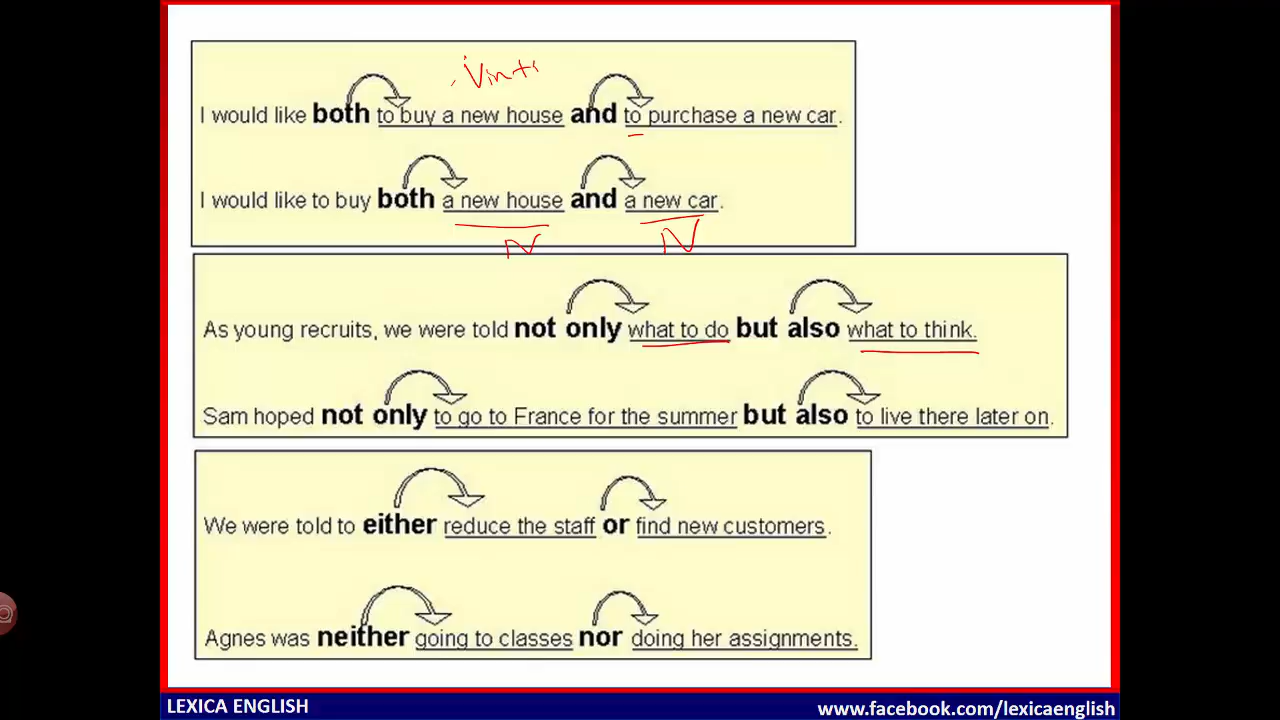 Vinf
I would like both to buy a new house and to purchase a new car.
I would like to buy both a new house and a new car.
N N
As young recruits, we were told not only what to do but also what to think.
Sam hoped not only to go to France for the summer but also to live there later on.
We were told to either reduce the staff or find new customers.
Agnes was neither going to classes nor doing her assignments.
LEXICA ENGLISH www.facebook.com/lexicaenglish